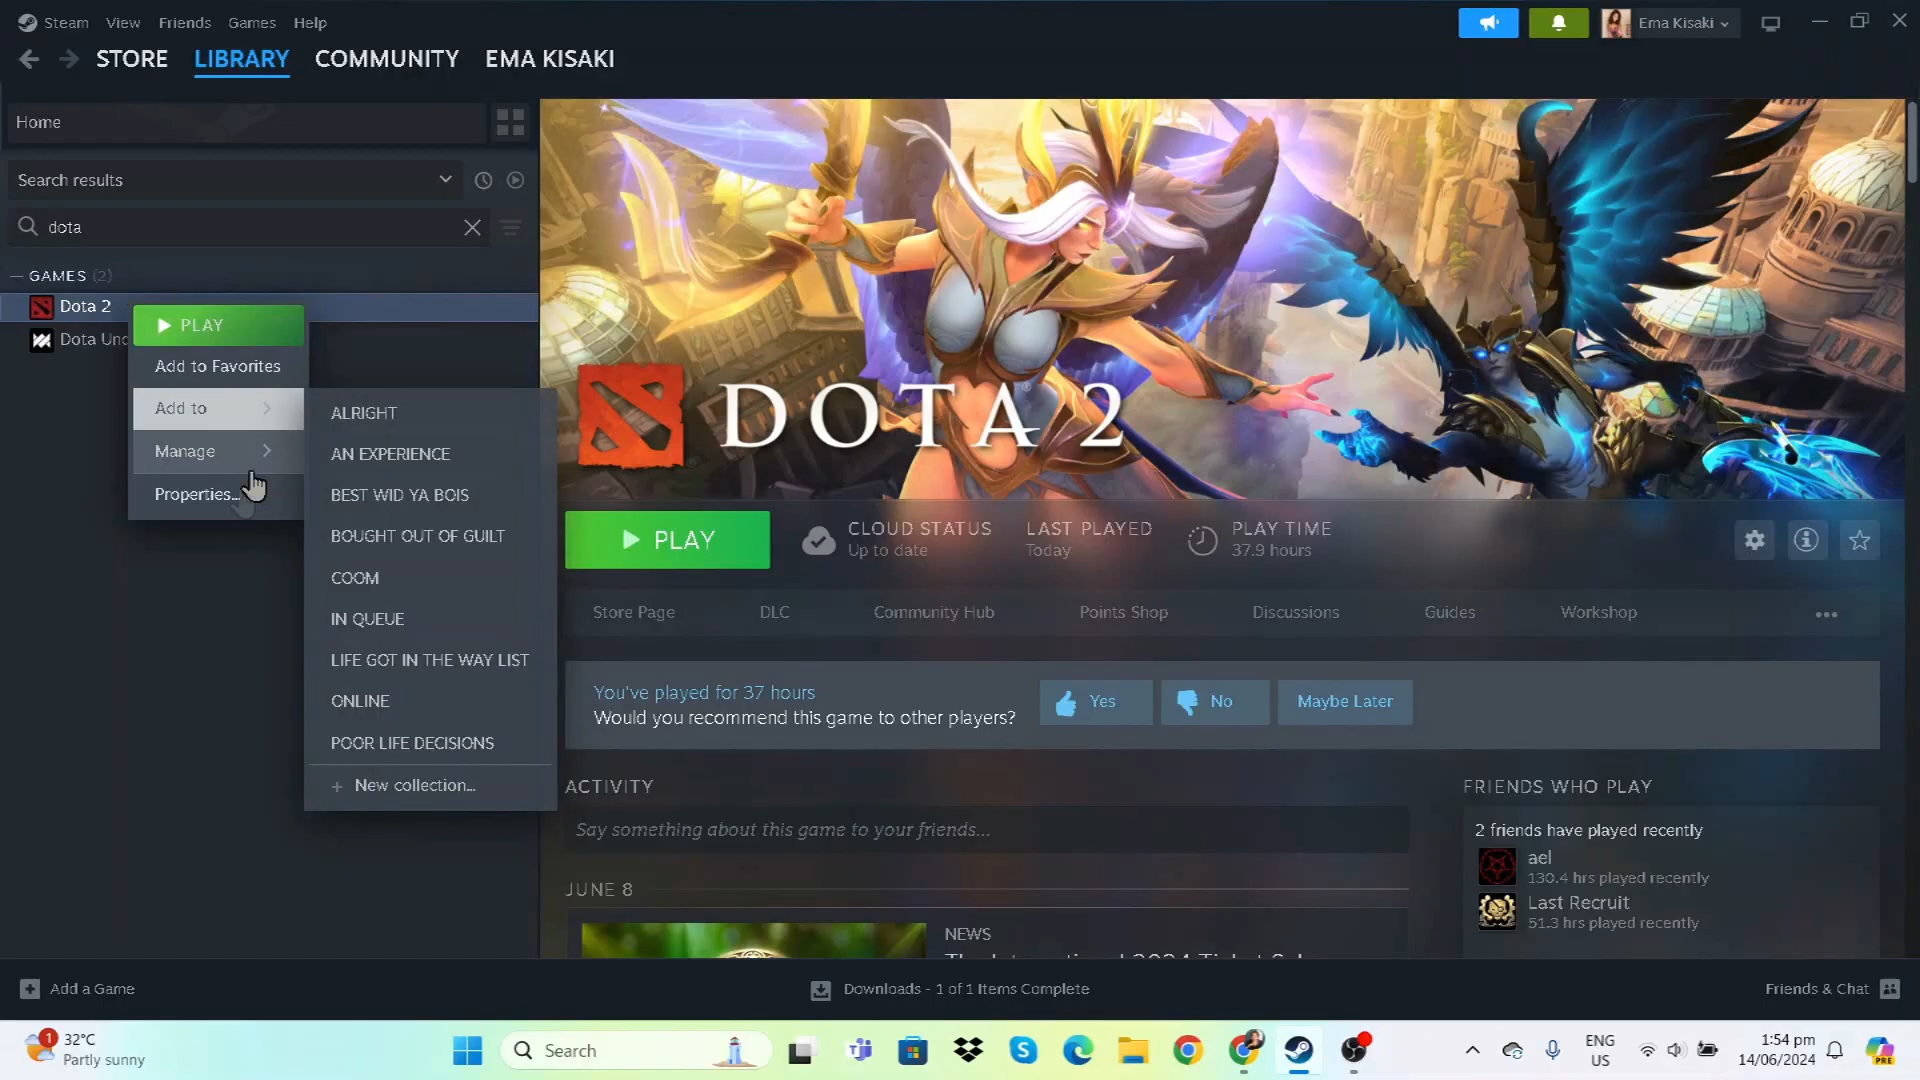 Steam View Friends Games Help
Ema Kisaki
STORE LIBRARY COMMUNITY EMA KISAKI
Home
Search results
dota
GAMES (2)
Dota 2
Dota Und
PLAY
Add to Favorites
Add to
Manage
Properties...
ALRIGHT
AN EXPERIENCE
BEST WID YA BOIS
BOUGHT OUT OF GUILT
COOM
IN QUEUE
LIFE GOT IN THE WAY LIST
ONLINE
POOR LIFE DECISIONS
+ New collection...
DOTA 2
PLAY
CLOUD STATUS
Up to date
LAST PLAYED
Today
PLAY TIME
37.9 hours
Store Page DLC Community Hub Points Shop Discussions Guides Workshop
You've played for 37 hours
Would you recommend this game to other players?
Yes No Maybe Later
ACTIVITY
Say something about this game to your friends...
JUNE 8
NEWS
FRIENDS WHO PLAY
2 friends have played recently
ael
130.4 hrs played recently
Last Recruit
51.3 hrs played recently
Add a Game
Downloads - 1 of 1 Items Complete
Friends & Chat
1
32°C
Partly sunny
Search
ENG
US
1:54 pm
14/06/2024
PRE